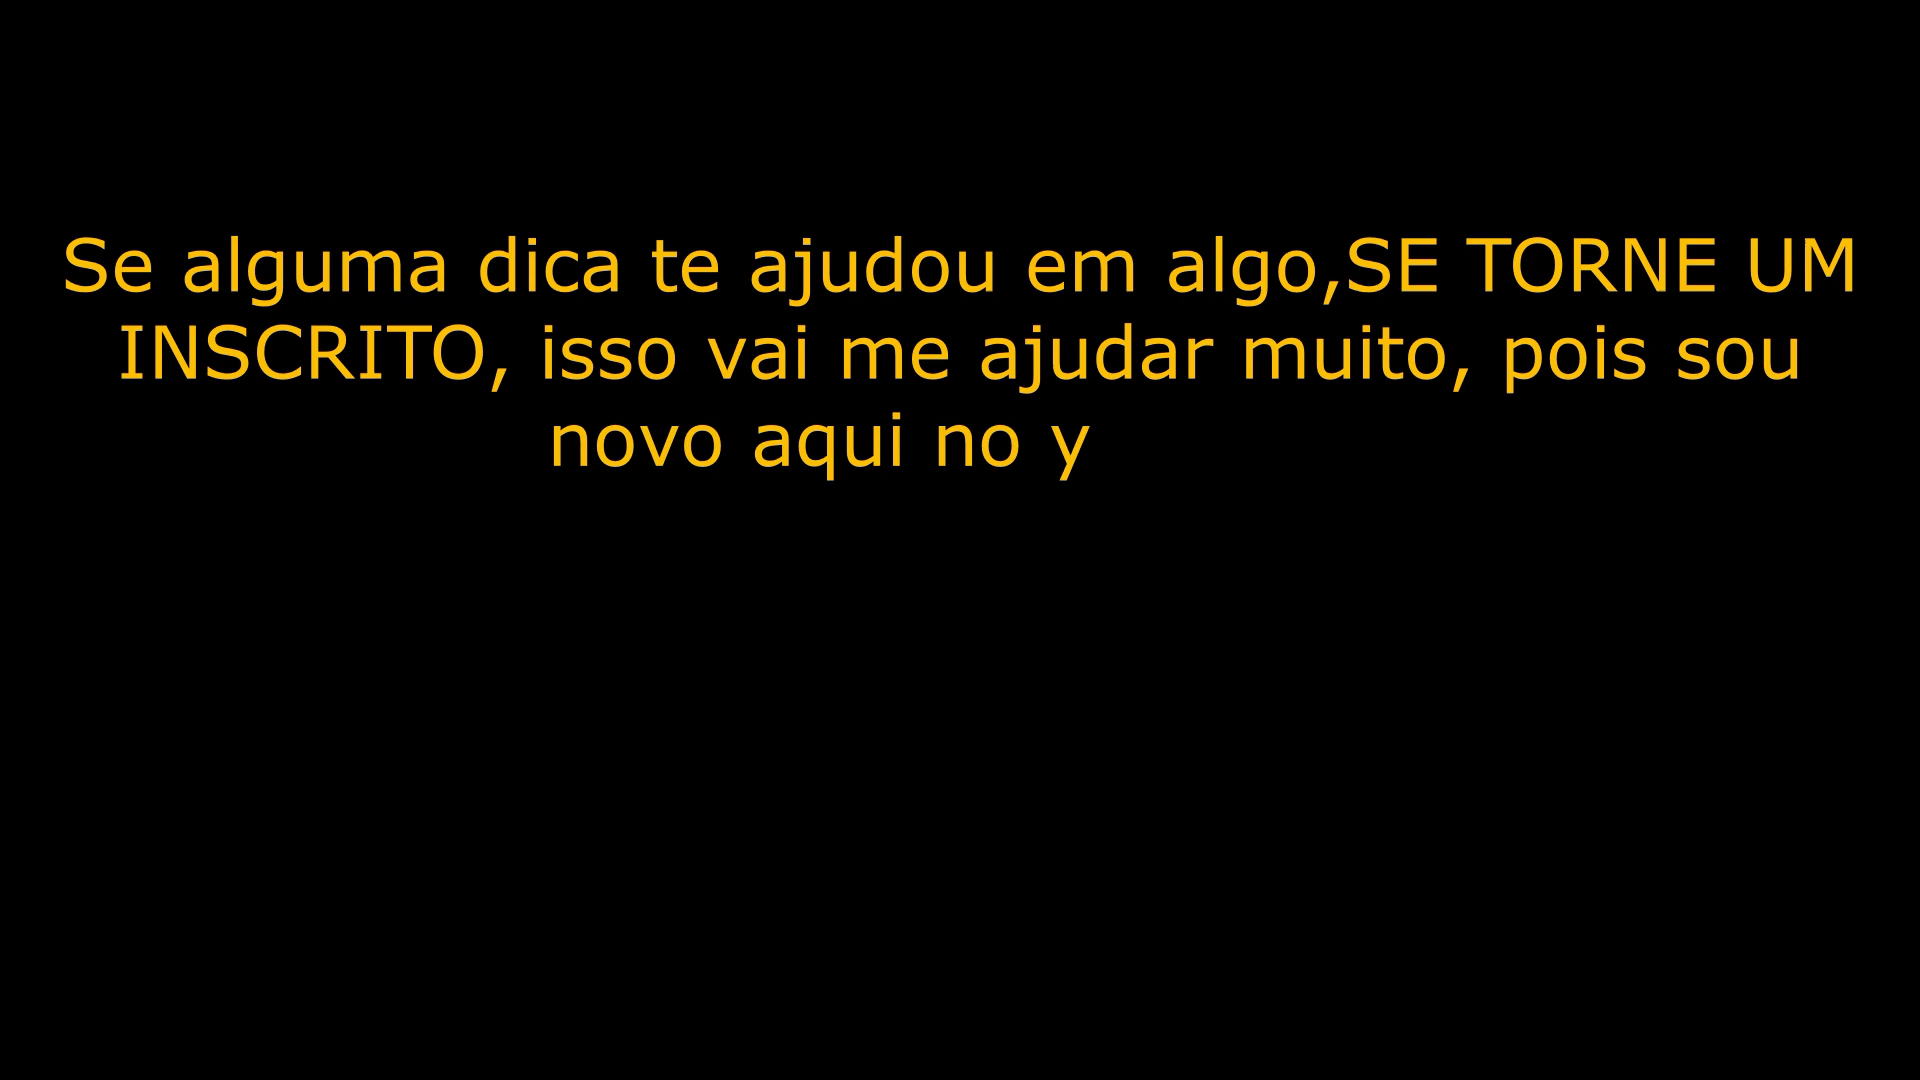 Se alguma dica te ajudou em algo,SE TORNE UM
INSCRITO, isso vai me ajudar muito, pois sou
novo aqui no y